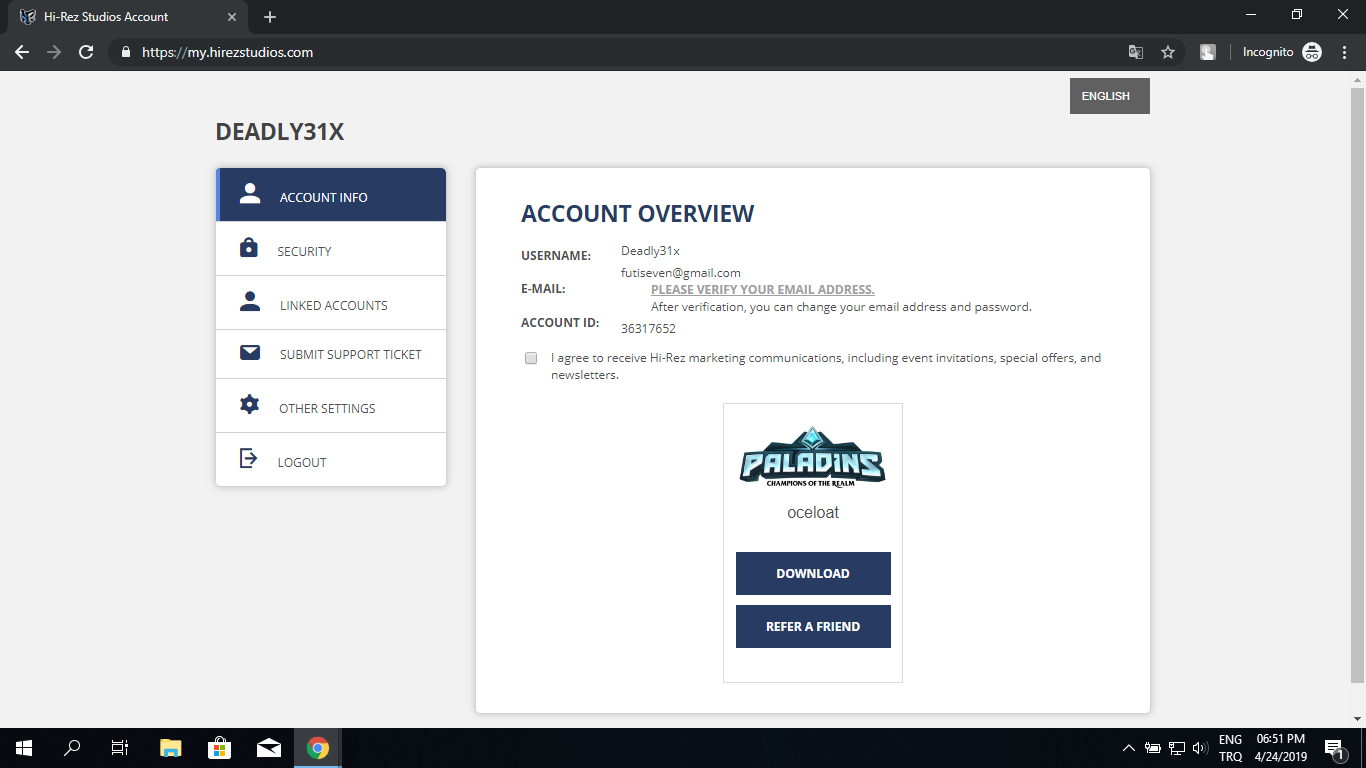 Hi-Rez Studios Account
https://my.hirezstudios.com
Incognito
ENGLISH
DEADLY31X
ACCOUNT INFO
SECURITY
LINKED ACCOUNTS
SUBMIT SUPPORT TICKET
OTHER SETTINGS
LOGOUT
ACCOUNT OVERVIEW
USERNAME: Deadly31x
E-MAIL: futiseven@gmail.com
PLEASE VERIFY YOUR EMAIL ADDRESS.
After verification, you can change your email address and password.
ACCOUNT ID: 36317652
I agree to receive Hi-Rez marketing communications, including event invitations, special offers, and
newsletters.
PALADINS
CHAMPIONS OF THE REALM
oceloat
DOWNLOAD
REFER A FRIEND
ENG 06:51 PM
TRQ 4/24/2019
1